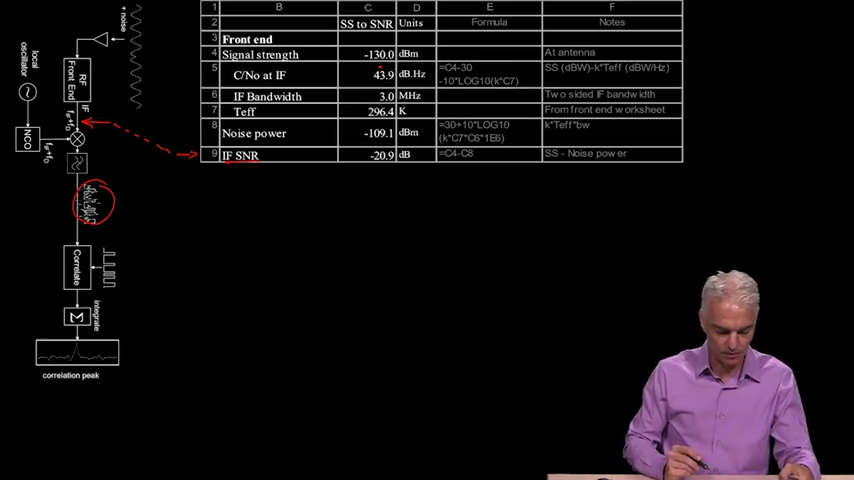 + noise
local
oscillator
RF
Front End
IF
fIF+fD
NCO
fIF+fD
Correlate
integrate
Σ
correlation peak
1 B C D E F
2 SS to SNR Units Formula Notes
3 Front end
4 Signal strength -130.0 dBm At antenna
5 C/No at IF 43.9 dB.Hz =C4-30 SS (dBW)-k*Teff (dBW/Hz)
-10*LOG10(k*C7)
6 IF Bandwidth 3.0 MHz Two sided IF bandwidth
7 Teff 296.4 K From front end worksheet
8 Noise power -109.1 dBm =30+10*LOG10 k*Teff*bw
(k*C7*C6*1E6)
9 IF SNR -20.9 dB =C4-C8 SS - Noise power